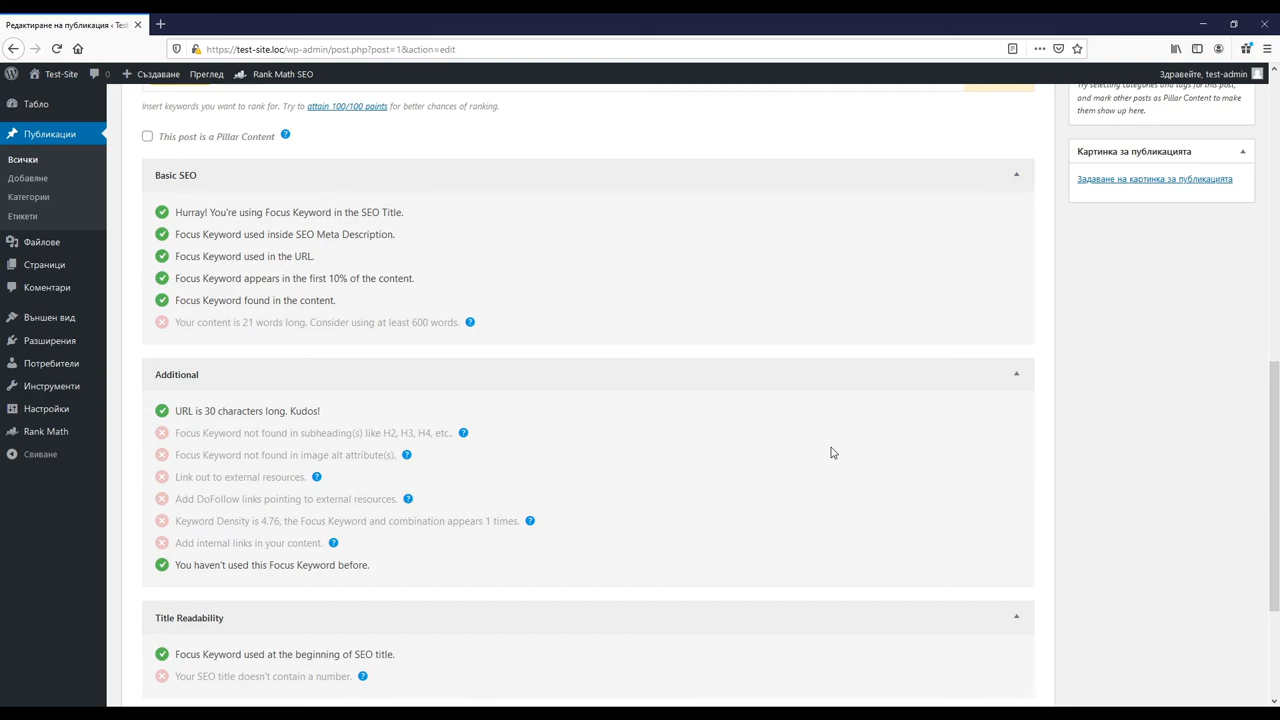 Редактиране на публикация ‹ Test
https://test-site.loc/wp-admin/post.php?post=1&action=edit
Test-Site
0
Създаване
Преглед
Rank Math SEO
Здравейте, test-admin
Табло
Публикации
Всички
Добавяне
Категории
Етикети
Файлове
Страници
Коментари
Външен вид
Разширения
Потребители
Инструменти
Настройки
Rank Math
Свиване
Insert keywords you want to rank for. Try to attain 100/100 points for better chances of ranking.
This post is a Pillar Content
Basic SEO
Hurray! You're using Focus Keyword in the SEO Title.
Focus Keyword used inside SEO Meta Description.
Focus Keyword used in the URL.
Focus Keyword appears in the first 10% of the content.
Focus Keyword found in the content.
Your content is 21 words long. Consider using at least 600 words.
Additional
URL is 30 characters long. Kudos!
Focus Keyword not found in subheading(s) like H2, H3, H4, etc..
Focus Keyword not found in image alt attribute(s).
Link out to external resources.
Add DoFollow links pointing to external resources.
Keyword Density is 4.76, the Focus Keyword and combination appears 1 times.
Add internal links in your content.
You haven't used this Focus Keyword before.
Title Readability
Focus Keyword used at the beginning of SEO title.
Your SEO title doesn't contain a number.
Try selecting categories and tags for this post,
and mark other posts as Pillar Content to make
them show up here.
Картинка за публикацията
Задаване на картинка за публикацията